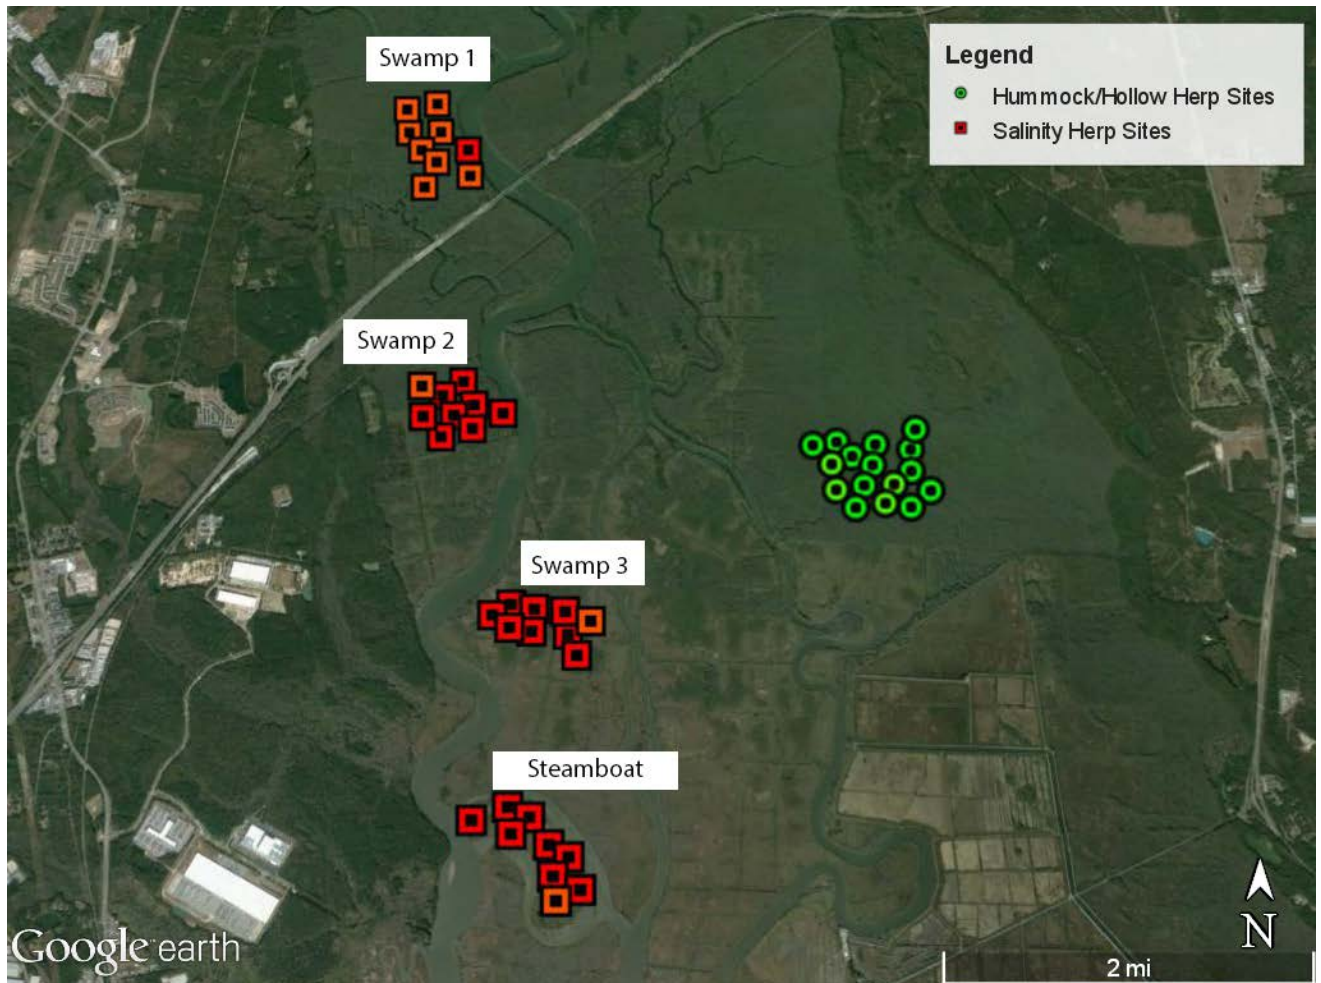 Swamp 1
Legend
Hummock/Hollow Herp Sites
Salinity Herp Sites
Swamp 2
Swamp 3
Steamboat
N
Google earth
2 mi